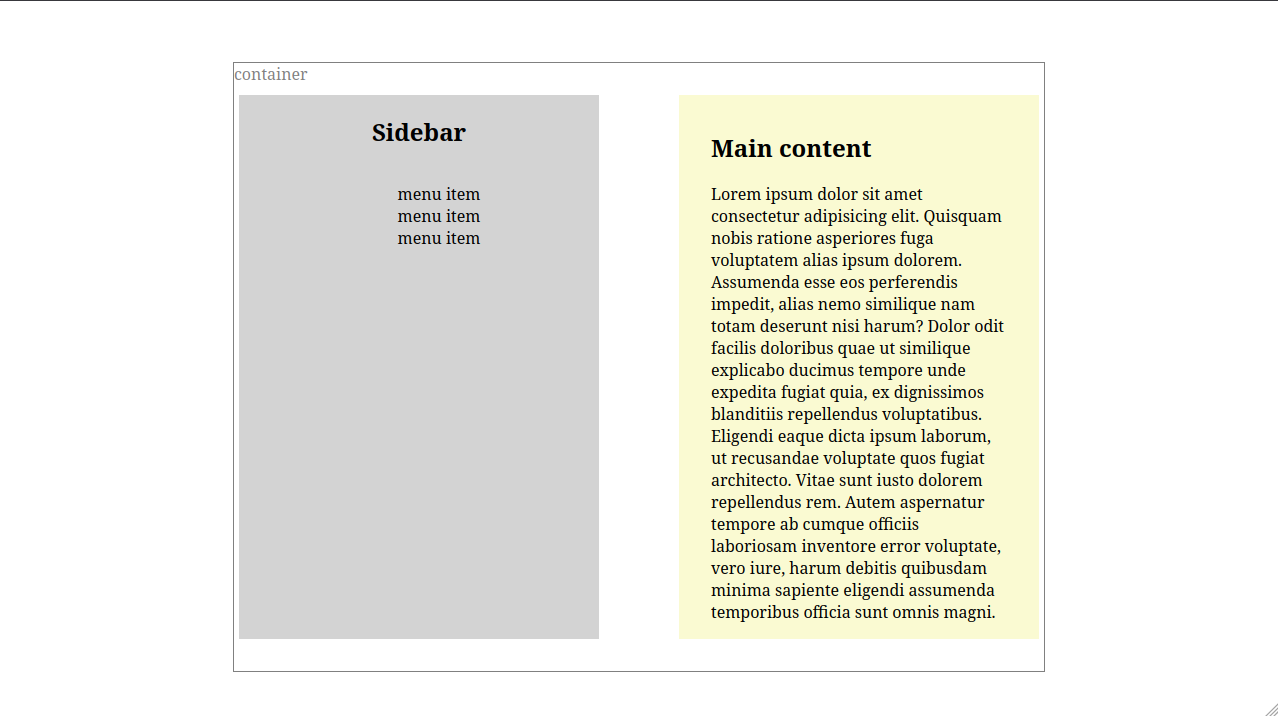 container
Sidebar
menu item
menu item
menu item
Main content
Lorem ipsum dolor sit amet
consectetur adipisicing elit. Quisquam
nobis ratione asperiores fuga
voluptatem alias ipsum dolorem.
Assumenda esse eos perferendis
impedit, alias nemo similique nam
totam deserunt nisi harum? Dolor odit
facilis doloribus quae ut similique
explicabo ducimus tempore unde
expedita fugiat quia, ex dignissimos
blanditiis repellendus voluptatibus.
Eligendi eaque dicta ipsum laborum,
ut recusandae voluptate quos fugiat
architecto. Vitae sunt iusto dolorem
repellendus rem. Autem aspernatur
tempore ab cumque officiis
laboriosam inventore error voluptate,
vero iure, harum debitis quibusdam
minima sapiente eligendi assumenda
temporibus officia sunt omnis magni.